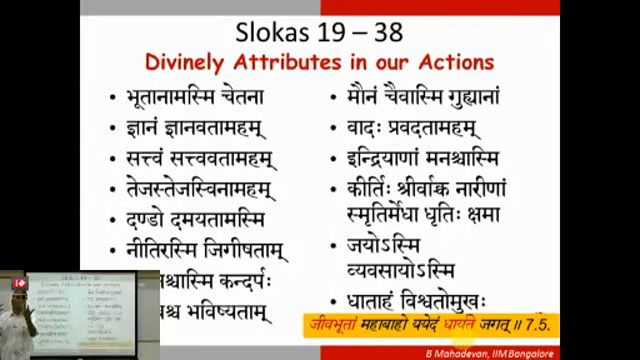 Slokas 19 – 38
Divinely Attributes in our Actions
• भूतानामस्मि चेतना
• ज्ञानं ज्ञानवतामहम्
• सत्त्वं सत्त्ववतामहम्
• तेजस्तेजस्विनामहम्
• दण्डो दमयतामस्मि
• नीतिरस्मि जिगीषताम्
कन्दर्पः
भविष्यताम्
• मौनं चैवास्मि गुह्यानां
• वादः प्रवदतामहम्
• इन्द्रियाणां मनश्चास्मि
• कीर्तिः श्रीर्वाक्च नारीणां
स्मृतिर्मेधा धृतिः क्षमा
• जयोऽस्मि
व्यवसायोऽस्मि
• धाताहं विश्वतोमुखः
जीवभूतां महाबाहो ययेदं धार्यते जगत् ॥ 7.5.
B Mahadevan, IIM Bangalore